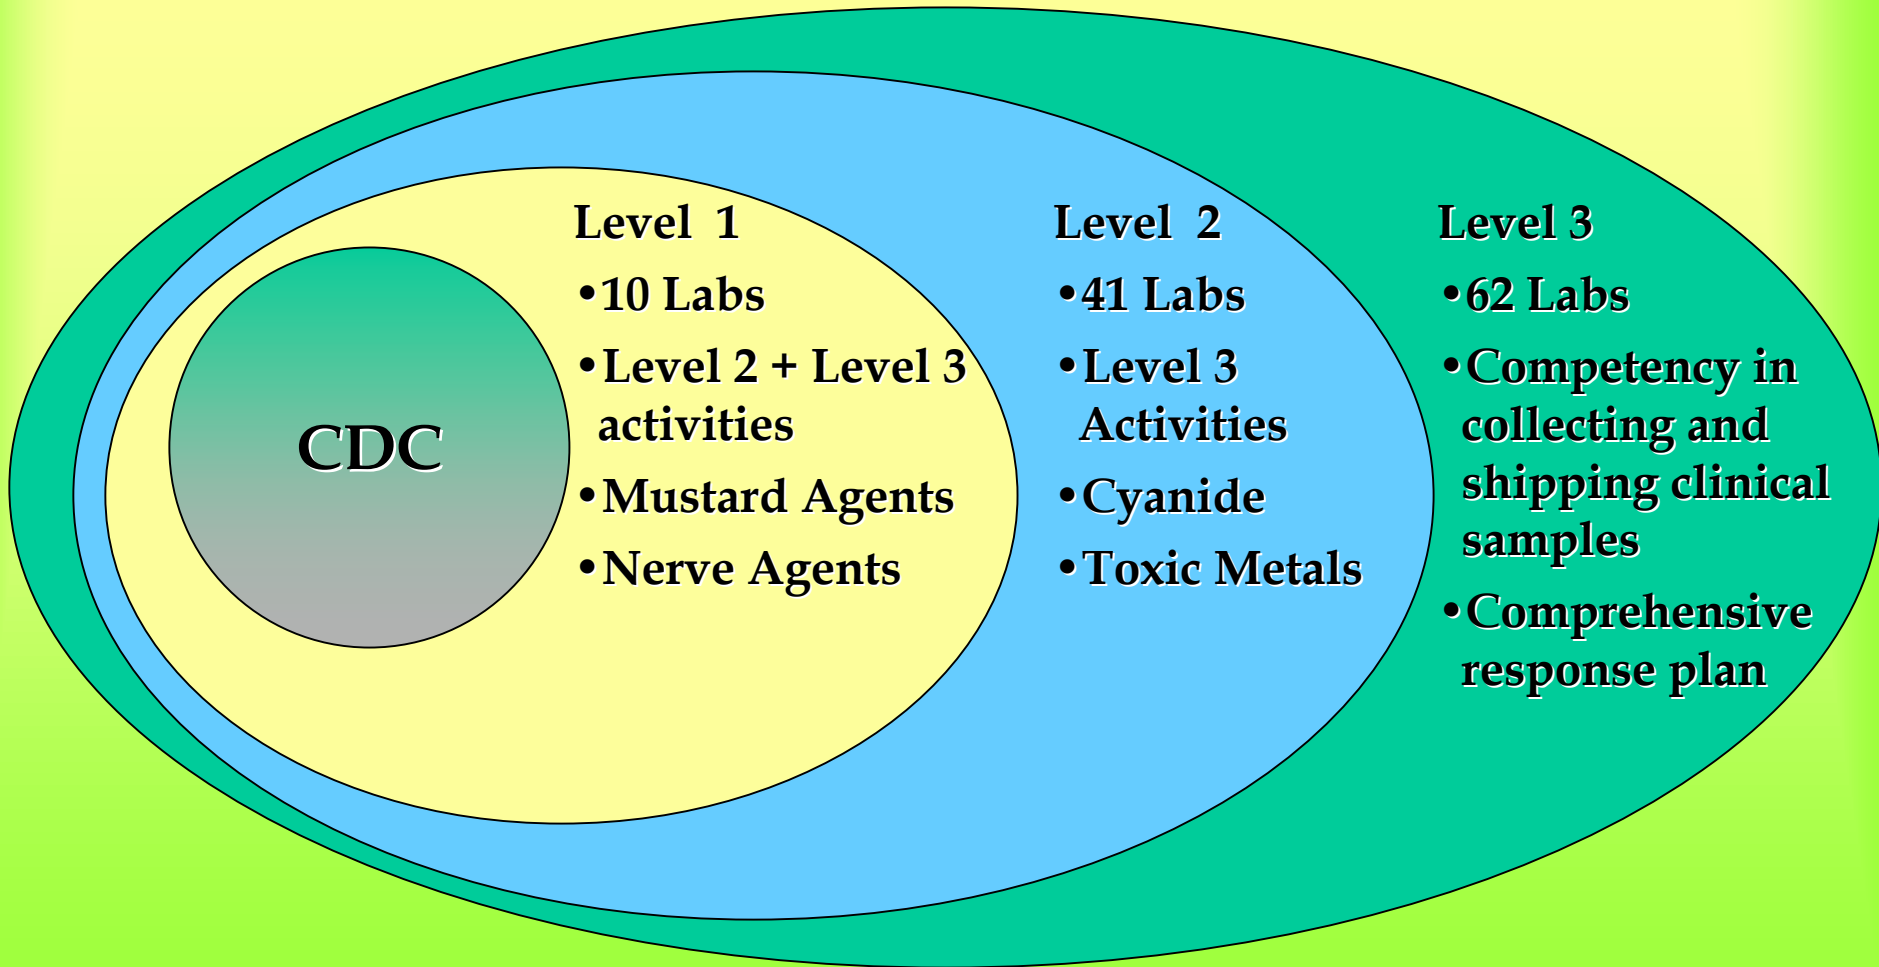 CDC
Level 1
•10 Labs
•Level 2 + Level 3
activities
•Mustard Agents
•Nerve Agents
Level 2
•41 Labs
•Level 3
Activities
•Cyanide
•Toxic Metals
Level 3
•62 Labs
•Competency in
collecting and
shipping clinical
samples
•Comprehensive
response plan